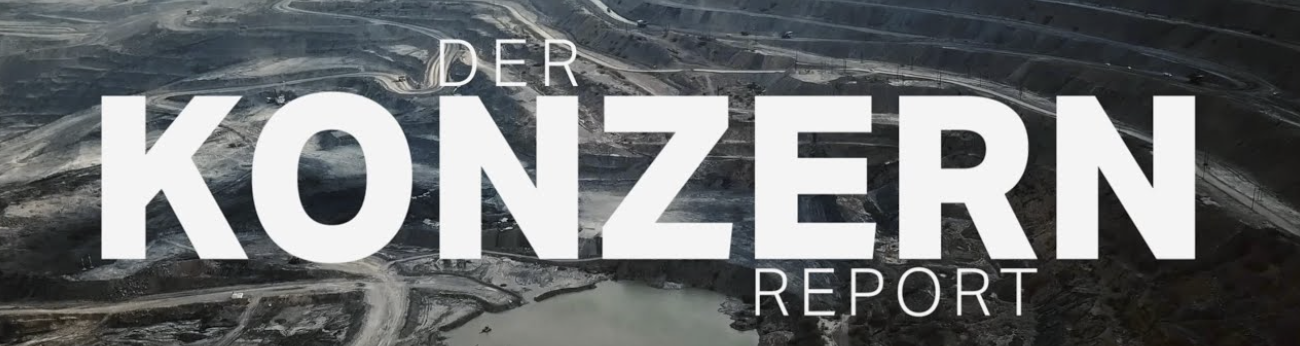 DER
KONZERN
REPORT